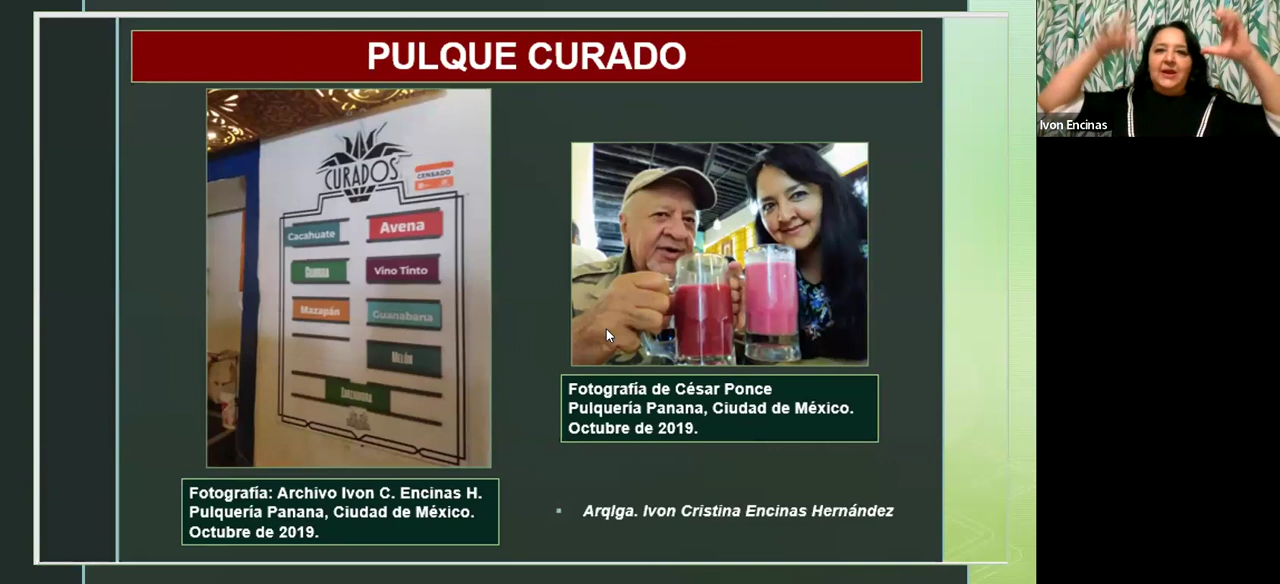 PULQUE CURADO
CURADOS
CENSADO
Cacahuate
Avena
Vino Tinto
Mazapán
Guanabana
MELÓN
Fotografía: Archivo Ivon C. Encinas H.
Pulquería Panana, Ciudad de México.
Octubre de 2019.
Fotografía de César Ponce
Pulquería Panana, Ciudad de México.
Octubre de 2019.
Arqlga. Ivon Cristina Encinas Hernández
Ivon Encinas